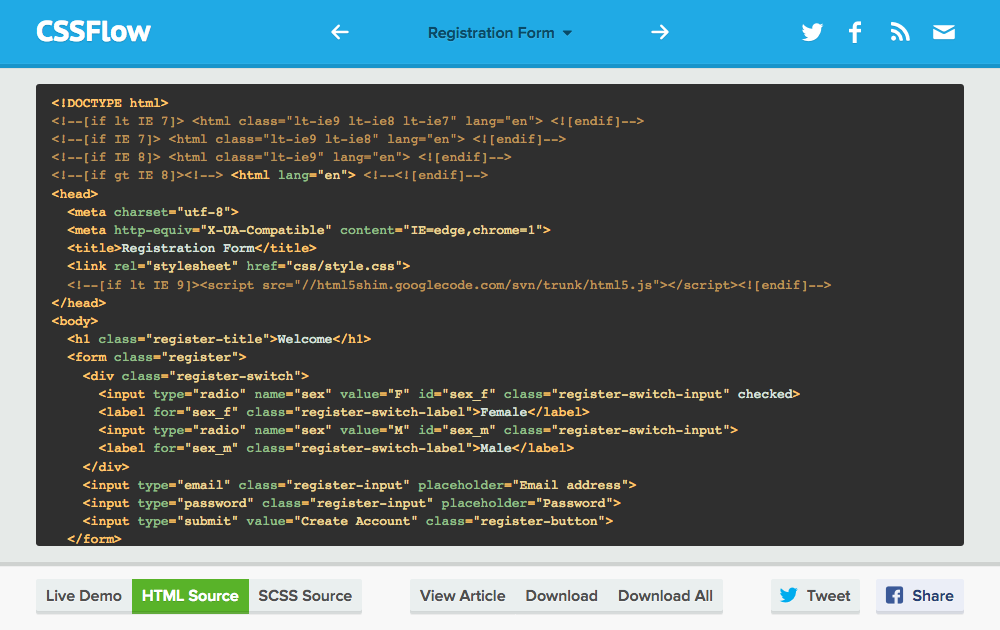 CSSFlow
Registration Form
<!DOCTYPE html>
<!--[if lt IE 7]> <html class="lt-ie9 lt-ie8 lt-ie7" lang="en"> <![endif]-->
<!--[if IE 7]> <html class="lt-ie9 lt-ie8" lang="en"> <![endif]-->
<!--[if IE 8]> <html class="lt-ie9" lang="en"> <![endif]-->
<!--[if gt IE 8]><!--> <html lang="en"> <!--<![endif]-->
<head>
  <meta charset="utf-8">
  <meta http-equiv="X-UA-Compatible" content="IE=edge,chrome=1">
  <title>Registration Form</title>
  <link rel="stylesheet" href="css/style.css">
  <!--[if lt IE 9]><script src="//html5shim.googlecode.com/svn/trunk/html5.js"></script><![endif]-->
</head>
<body>
  <h1 class="register-title">Welcome</h1>
  <form class="register">
    <div class="register-switch">
      <input type="radio" name="sex" value="F" id="sex_f" class="register-switch-input" checked>
      <label for="sex_f" class="register-switch-label">Female</label>
      <input type="radio" name="sex" value="M" id="sex_m" class="register-switch-input">
      <label for="sex_m" class="register-switch-label">Male</label>
    </div>
    <input type="email" class="register-input" placeholder="Email address">
    <input type="password" class="register-input" placeholder="Password">
    <input type="submit" value="Create Account" class="register-button">
  </form>
Live Demo HTML Source SCSS Source View Article Download Download All Tweet Share